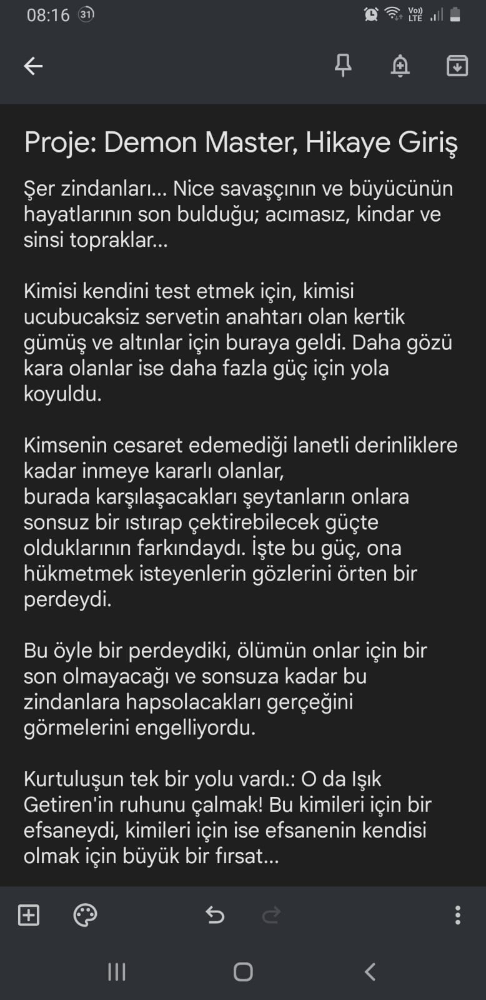 08:16
31
Vo))
LTE
Proje: Demon Master, Hikaye Giriş
Şer zindanları... Nice savaşçının ve büyücünün
hayatlarının son bulduğu; acımasız, kindar ve
sinsi topraklar...
Kimisi kendini test etmek için, kimisi
ucubucaksiz servetin anahtarı olan kertik
gümüş ve altınlar için buraya geldi. Daha gözü
kara olanlar ise daha fazla güç için yola
koyuldu.
Kimsenin cesaret edemediği lanetli derinliklere
kadar inmeye kararlı olanlar,
burada karşılaşacakları şeytanların onlara
sonsuz bir ıstırap çektirebilecek güçte
olduklarının farkındaydı. İşte bu güç, ona
hükmetmek isteyenlerin gözlerini örten bir
perdeydi.
Bu öyle bir perdeydiki, ölümün onlar için bir
son olmayacağı ve sonsuza kadar bu
zindanlara hapsolacakları gerçeğini
görmelerini engelliyordu.
Kurtuluşun tek bir yolu vardı.: O da Işık
Getiren'in ruhunu çalmak! Bu kimileri için bir
efsaneydi, kimileri için ise efsanenin kendisi
olmak için büyük bir fırsat...